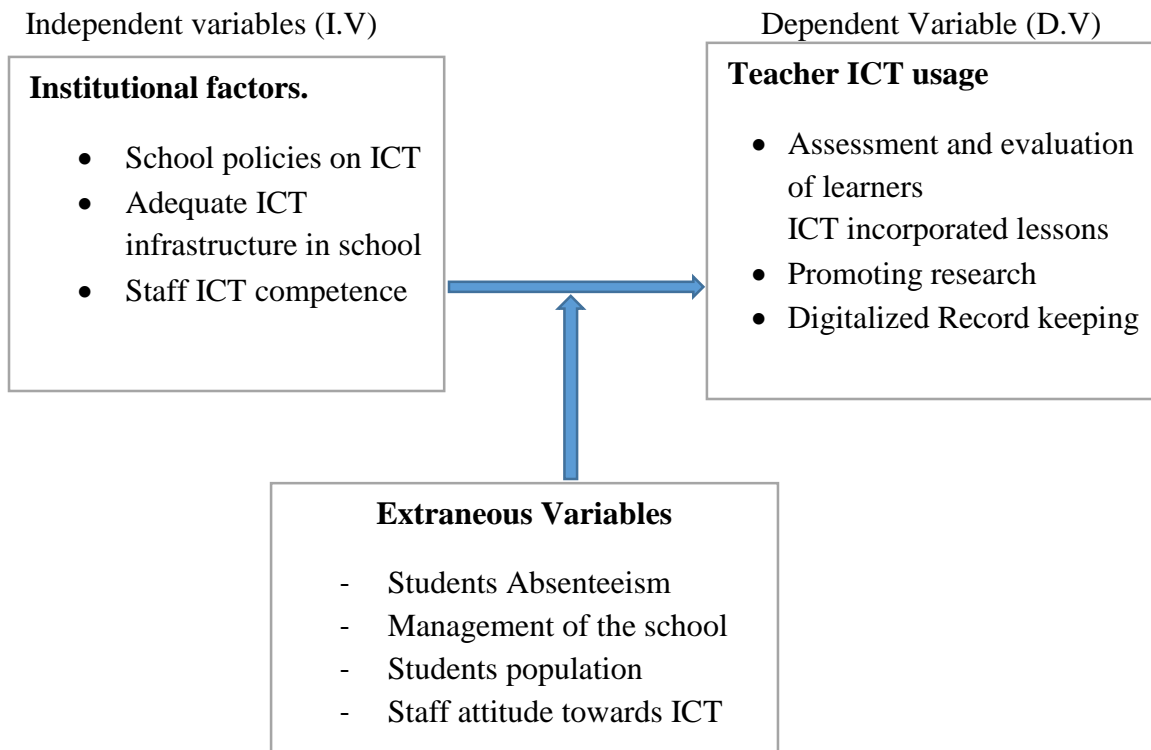 Independent variables (I.V)
Dependent Variable (D.V)
Institutional factors.
• School policies on ICT
• Adequate ICT
infrastructure in school
• Staff ICT competence
Teacher ICT usage
• Assessment and evaluation
of learners
ICT incorporated lessons
• Promoting research
• Digitalized Record keeping
Extraneous Variables
- Students Absenteeism
- Management of the school
- Students population
- Staff attitude towards ICT